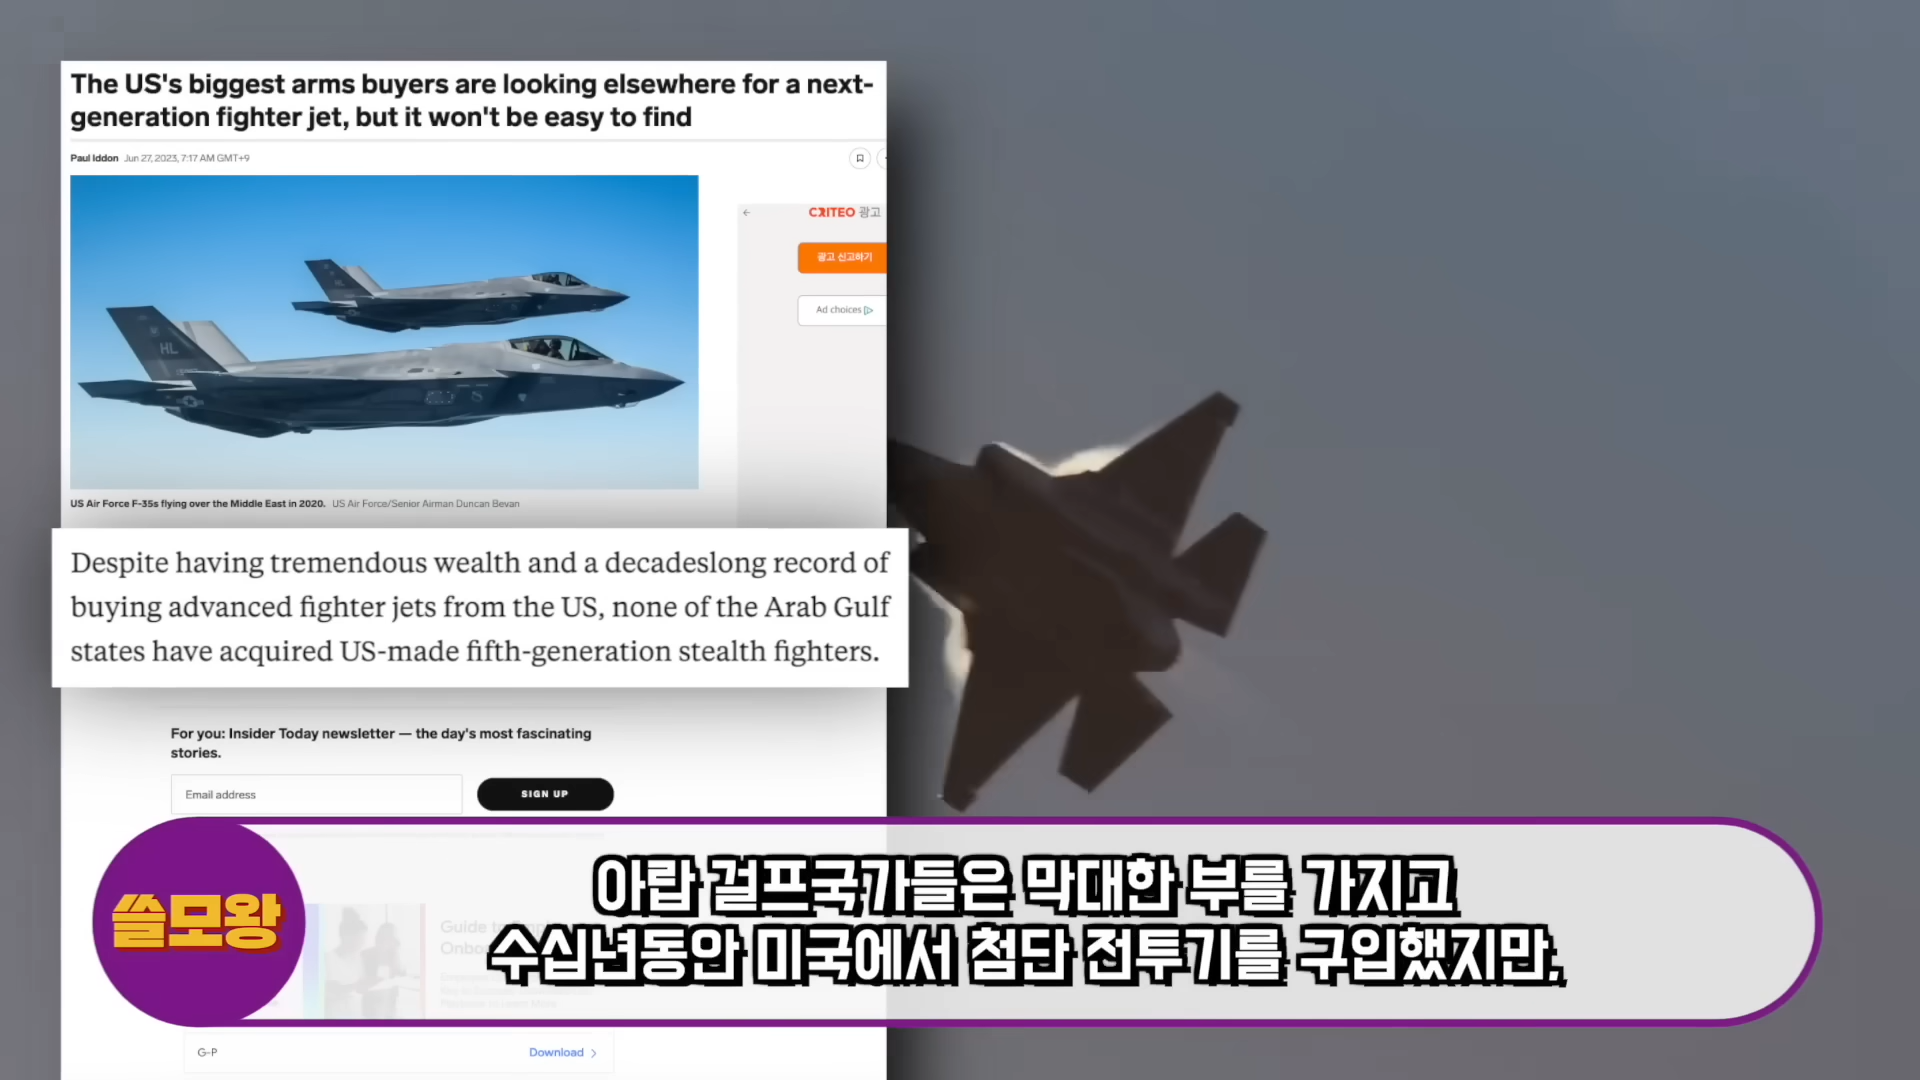 The US's biggest arms buyers are looking elsewhere for a next-
generation fighter jet, but it won't be easy to find
Paul Iddon Jun 27, 2023, 7:17 AM GMT+9
CRITEO 광고
광고 신고하기
Ad choices
HL
HL
US Air Force F-35s flying over the Middle East in 2020. US Air Force/Senior Airman Duncan Bevan
Despite having tremendous wealth and a decadeslong record of
buying advanced fighter jets from the US, none of the Arab Gulf
states have acquired US-made fifth-generation stealth fighters.
For you: Insider Today newsletter — the day's most fascinating
stories.
Email address
SIGN UP
쓸모왕
아랍 걸프국가들은 막대한 부를 가지고
수십년동안 미국에서 첨단 전투기를 구입했지만,
Guide to
G-P
Download